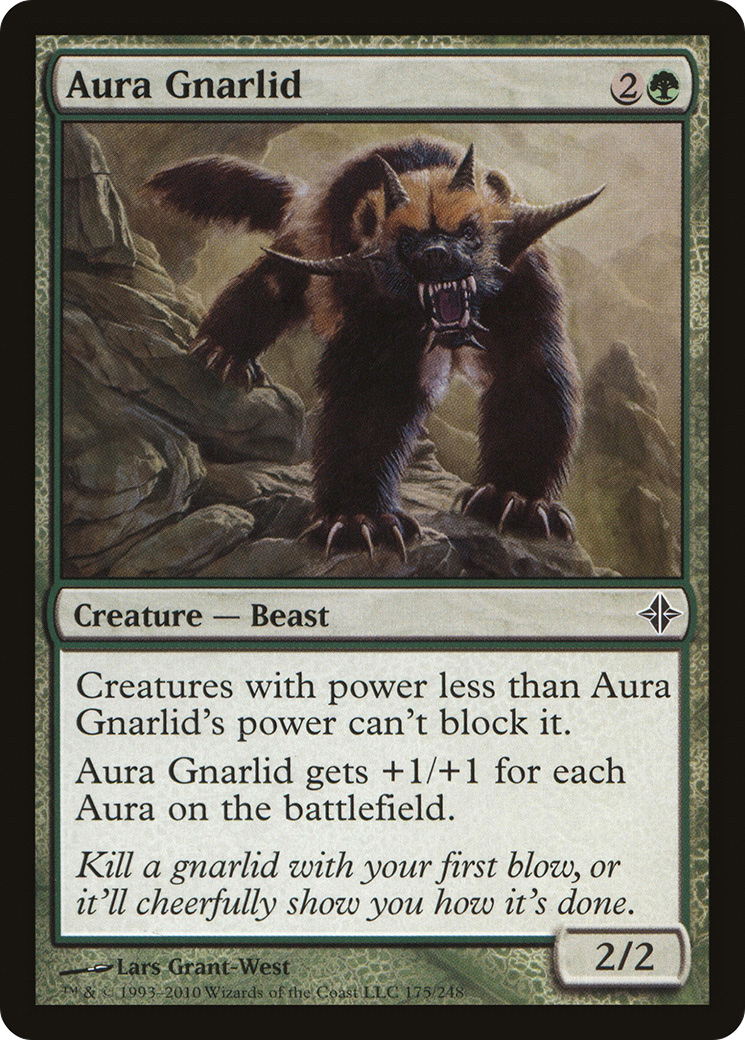 Aura Gnarlid
2
Creature — Beast
Creatures with power less than Aura
Gnarlid's power can't block it.
Aura Gnarlid gets +1/+1 for each
Aura on the battlefield.
Kill a gnarlid with your first blow, or
it'll cheerfully show you how it's done.
2/2
Lars Grant-West
™ & © 1993–2010 Wizards of the Coast LLC 175/248